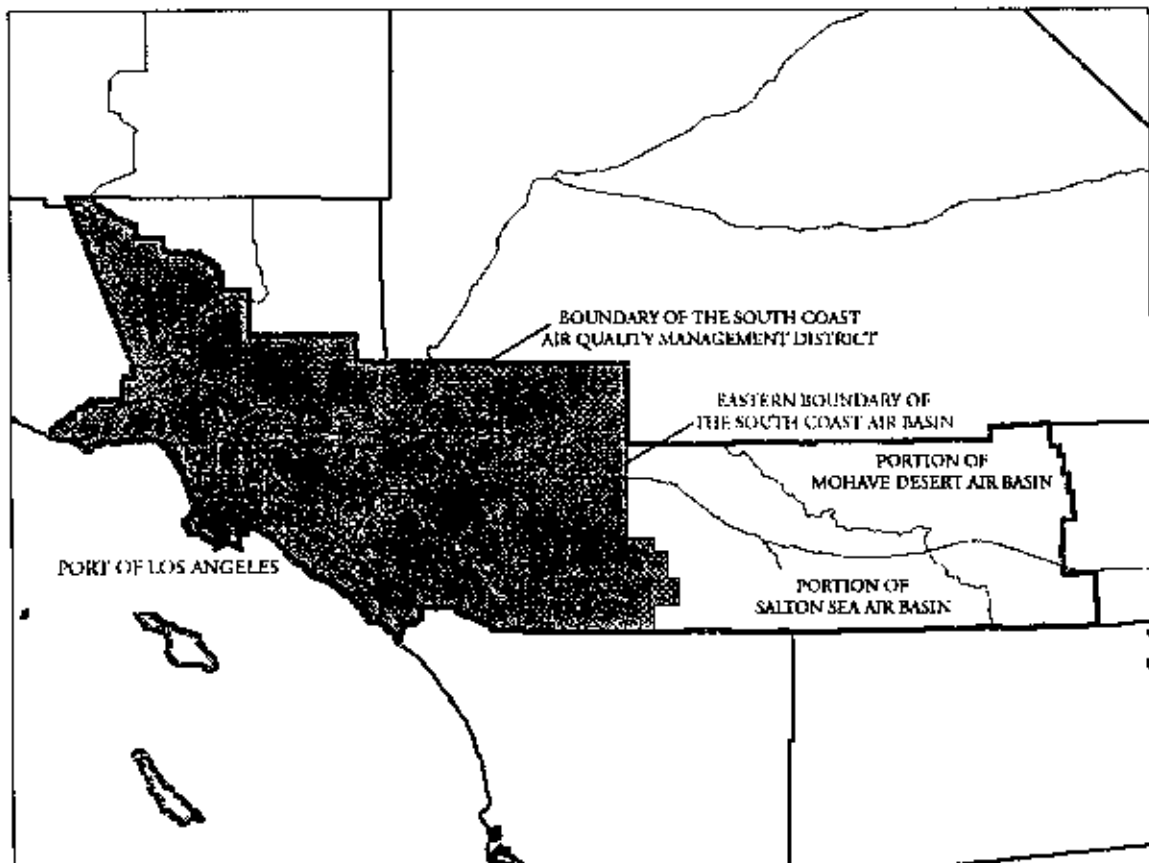 BOUNDARY OF THE SOUTH COAST
AIR QUALITY MANAGEMENT DISTRICT
EASTERN BOUNDARY OF
THE SOUTH COAST AIR BASIN
PORTION OF
MOHAVE DESERT AIR BASIN
PORT OF LOS ANGELES
PORTION OF
SALTON SEA AIR BASIN